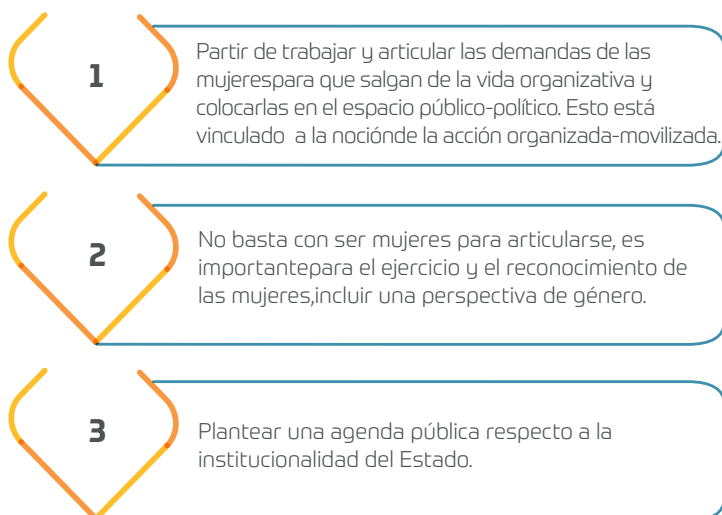 1
Partir de trabajar y articular las demandas de las
mujerespara que salgan de la vida organizativa y
colocarlas en el espacio público-político. Esto está
vinculado a la nociónde la acción organizada-movilizada.
2
No basta con ser mujeres para articularse, es
importantepara el ejercicio y el reconocimiento de
las mujeres,incluir una perspectiva de género.
3
Plantear una agenda pública respecto a la
institucionalidad del Estado.